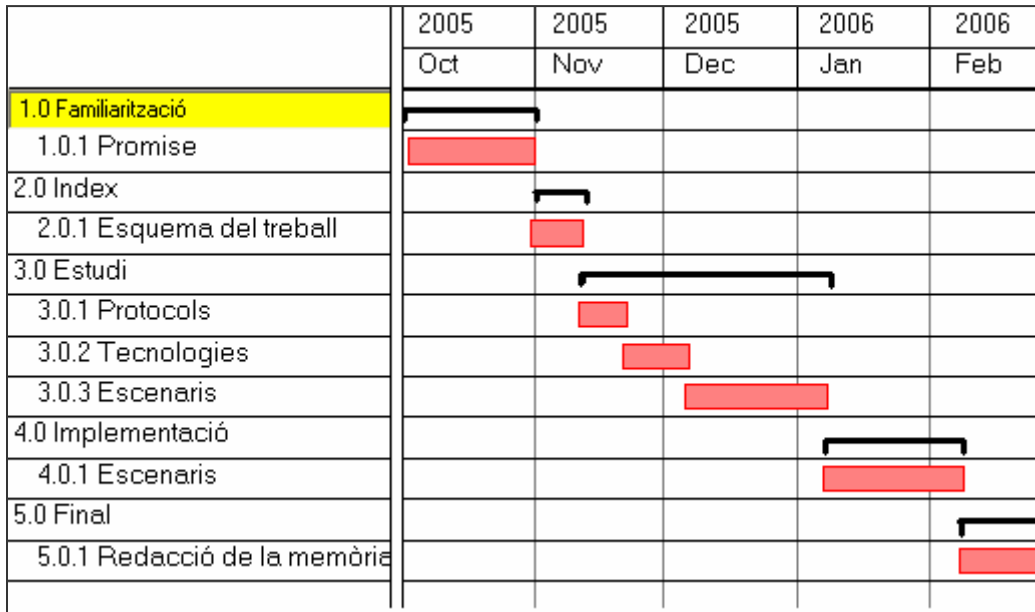 2005 2005 2005 2006 2006
Oct Nov Dec Jan Feb
1.0 Familiarització
1.0.1 Promise
2.0 Index
2.0.1 Esquema del treball
3.0 Estudi
3.0.1 Protocols
3.0.2 Tecnologies
3.0.3 Escenaris
4.0 Implementació
4.0.1 Escenaris
5.0 Final
5.0.1 Redacció de la memòria